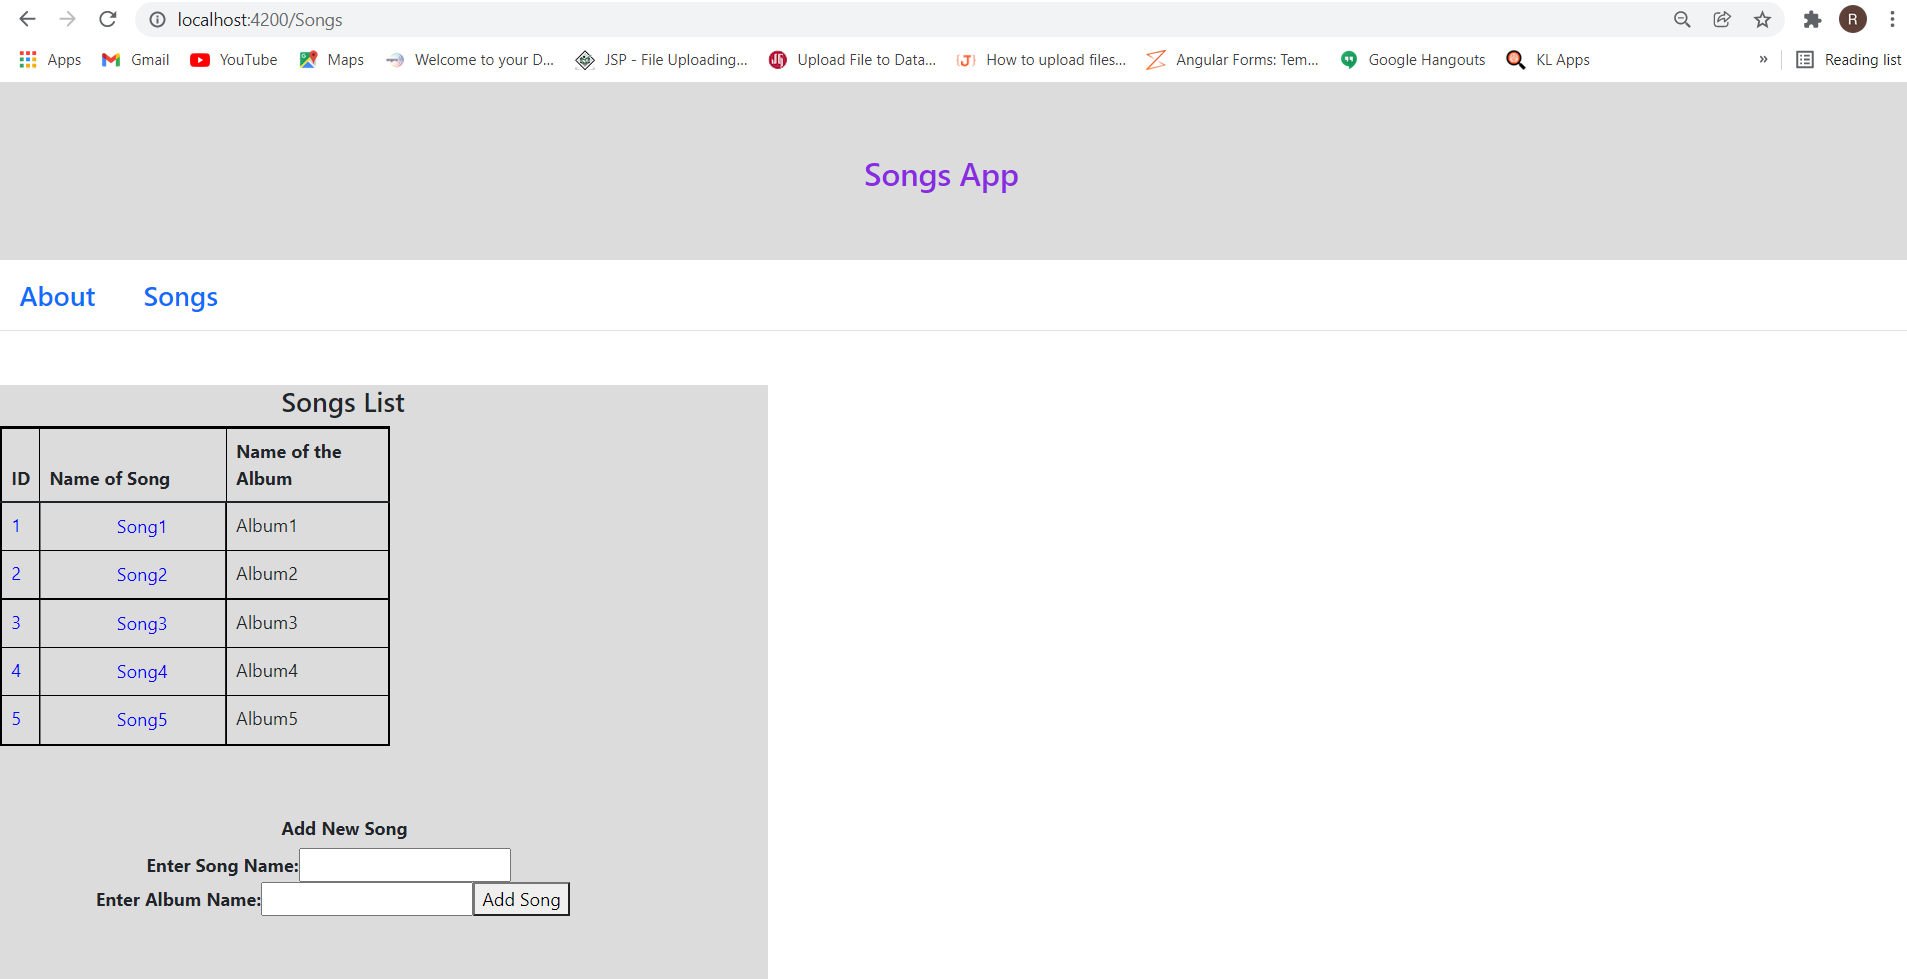 localhost:4200/Songs
R
Apps Gmail YouTube Maps Welcome to your D... JSP - File Uploading... Upload File to Data... How to upload files... Angular Forms: Tem... Google Hangouts KL Apps » Reading list
Songs App
About Songs
Songs List
ID Name of Song Name of the Album
1 Song1 Album1
2 Song2 Album2
3 Song3 Album3
4 Song4 Album4
5 Song5 Album5
Add New Song
Enter Song Name:
Enter Album Name: Add Song